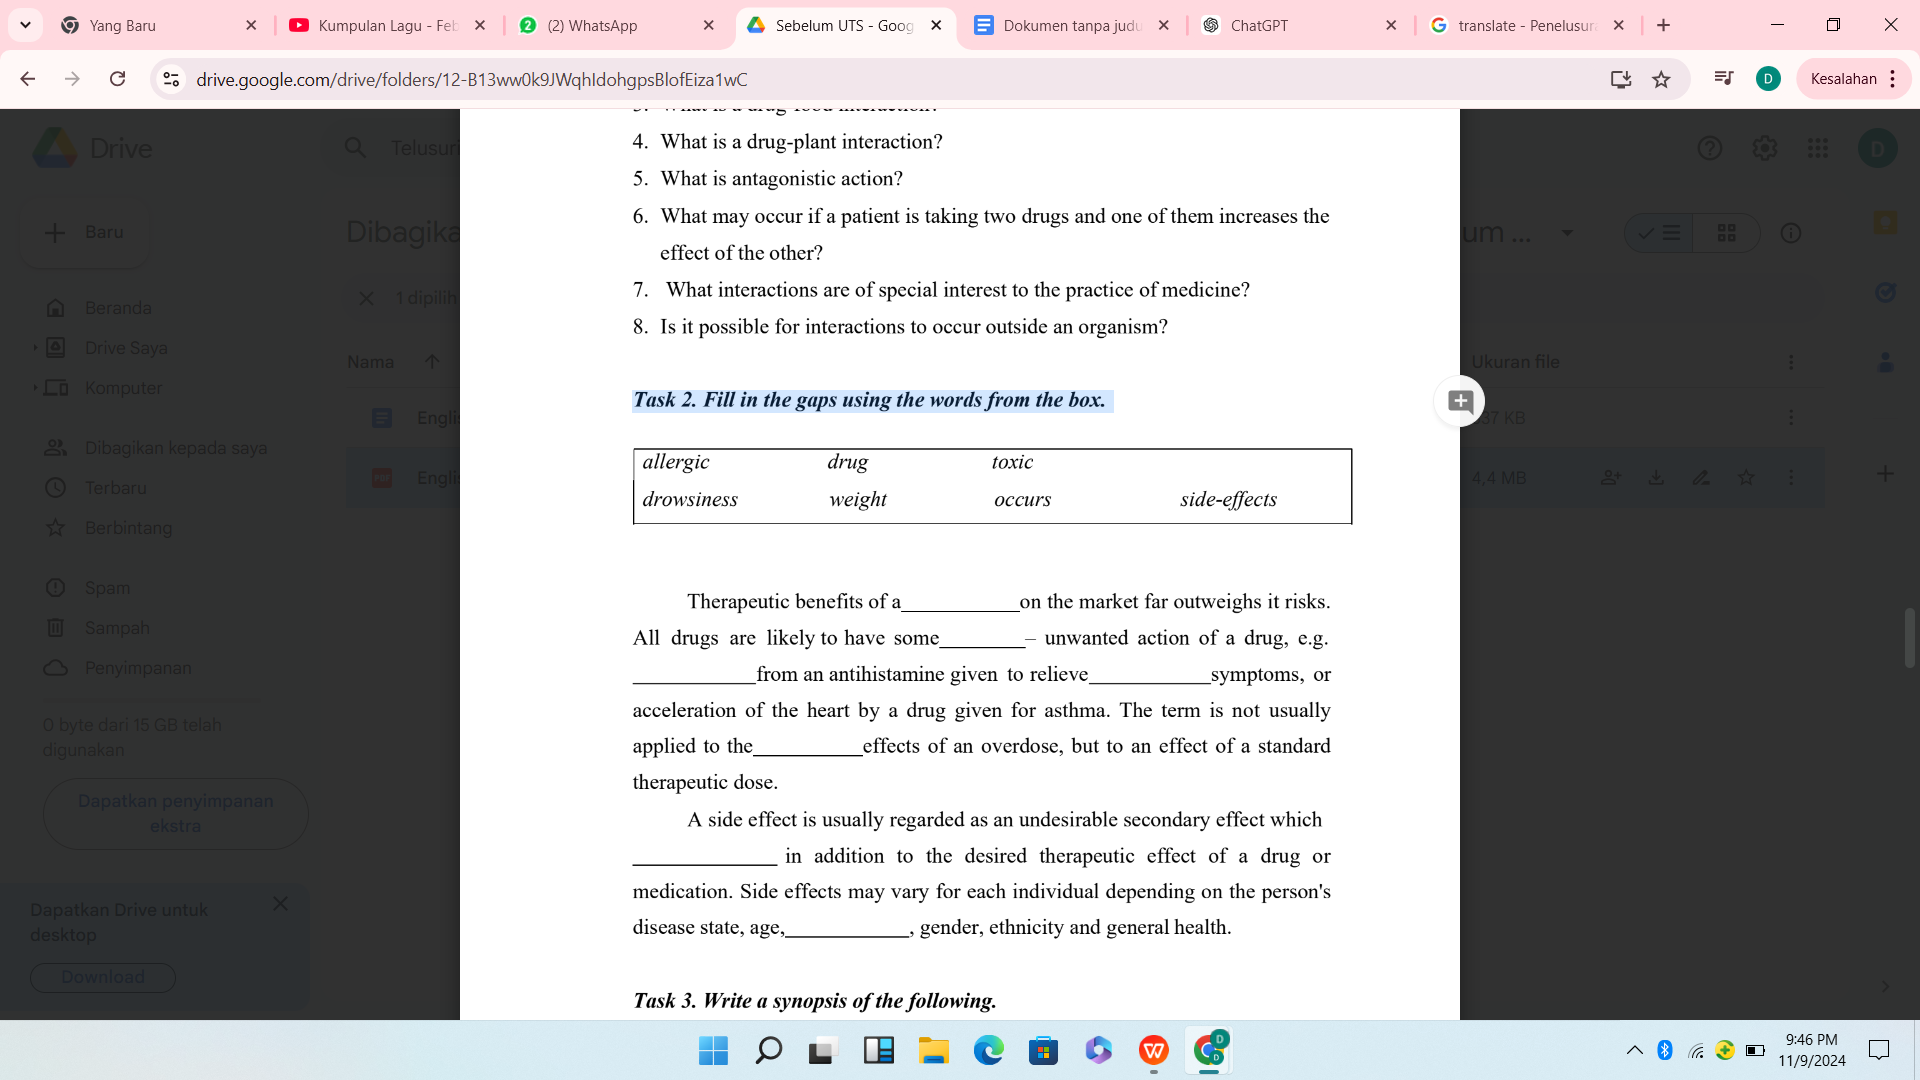 Yang Baru
Kumpulan Lagu - Feb
(2) WhatsApp
Sebelum UTS - Goog
Dokumen tanpa judu
ChatGPT
translate - Penelusura
drive.google.com/drive/folders/12-B13ww0k9JWqhIdohgpsBlofEiza1wC
D
Kesalahan
Drive
Telusuri
D
Baru
Dibagika
um ...
1 dipilih
Beranda
Drive Saya
Komputer
Nama
Ukuran file
Engli
37 KB
Dibagikan kepada saya
Engli
4,4 MB
Terbaru
Berbintang
Spam
Sampah
Penyimpanan
0 byte dari 15 GB telah
digunakan
Dapatkan penyimpanan
ekstra
Dapatkan Drive untuk
desktop
Download
3. What is a drug-food interaction?
4. What is a drug-plant interaction?
5. What is antagonistic action?
6. What may occur if a patient is taking two drugs and one of them increases the
effect of the other?
7. What interactions are of special interest to the practice of medicine?
8. Is it possible for interactions to occur outside an organism?
Task 2. Fill in the gaps using the words from the box.
allergic drug toxic
drowsiness weight occurs side-effects
Therapeutic benefits of a___________on the market far outweighs it risks.
All drugs are likely to have some________– unwanted action of a drug, e.g.
___________from an antihistamine given to relieve___________symptoms, or
acceleration of the heart by a drug given for asthma. The term is not usually
applied to the__________effects of an overdose, but to an effect of a standard
therapeutic dose.
A side effect is usually regarded as an undesirable secondary effect which
_____________ in addition to the desired therapeutic effect of a drug or
medication. Side effects may vary for each individual depending on the person's
disease state, age,___________, gender, ethnicity and general health.
Task 3. Write a synopsis of the following.
9:46 PM
11/9/2024